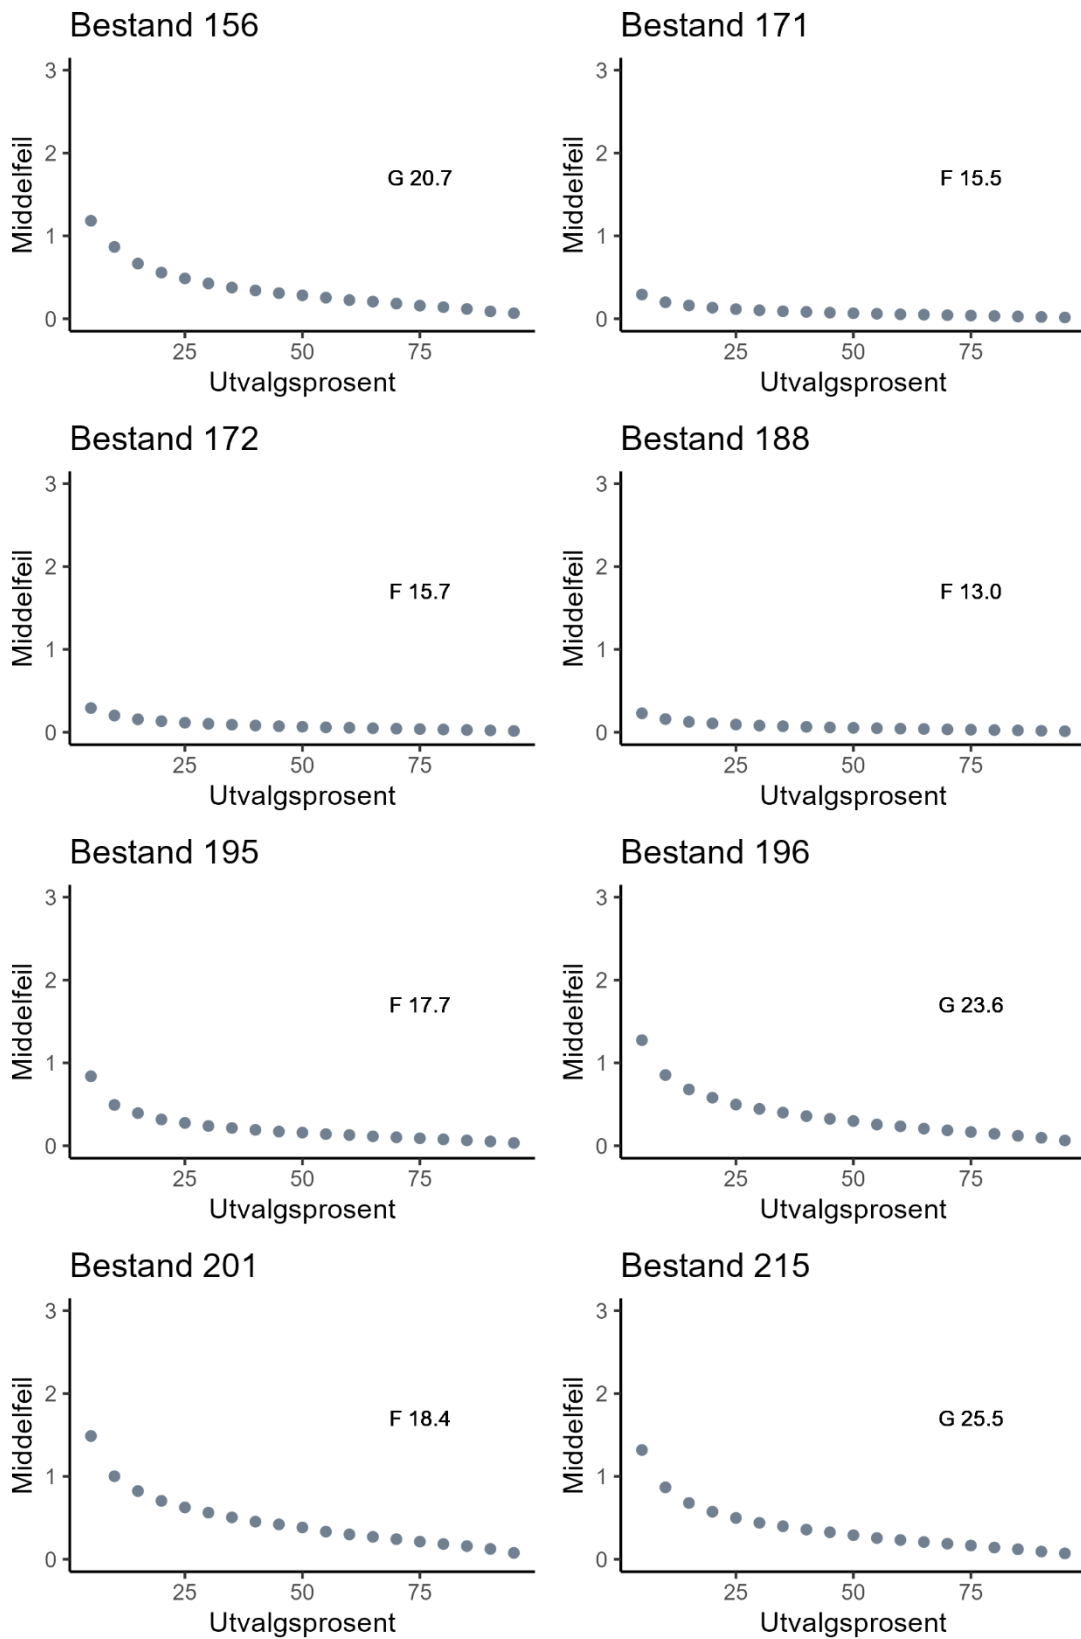 Bestand 156
3
2
1
0
Middelfeil
G 20.7
25 50 75
Utvalgsprosent
Bestand 171
3
2
1
0
Middelfeil
F 15.5
25 50 75
Utvalgsprosent
Bestand 172
3
2
1
0
Middelfeil
F 15.7
25 50 75
Utvalgsprosent
Bestand 188
3
2
1
0
Middelfeil
F 13.0
25 50 75
Utvalgsprosent
Bestand 195
3
2
1
0
Middelfeil
F 17.7
25 50 75
Utvalgsprosent
Bestand 196
3
2
1
0
Middelfeil
G 23.6
25 50 75
Utvalgsprosent
Bestand 201
3
2
1
0
Middelfeil
F 18.4
25 50 75
Utvalgsprosent
Bestand 215
3
2
1
0
Middelfeil
G 25.5
25 50 75
Utvalgsprosent